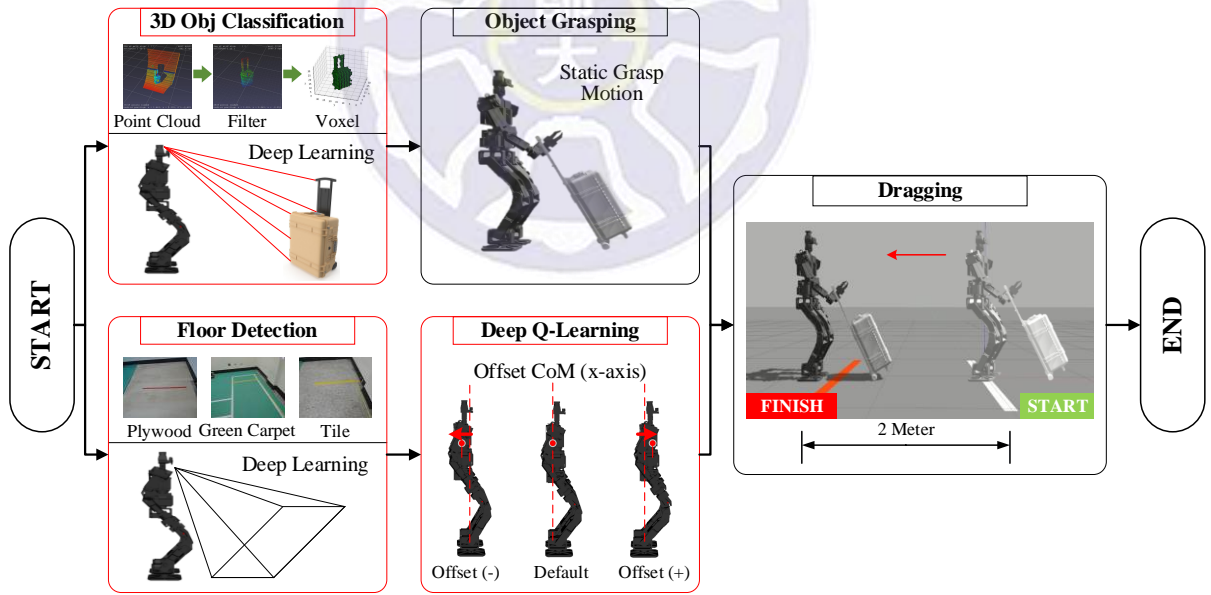 START
3D Obj Classification
Point Cloud
Filter
Voxel
Deep Learning
Floor Detection
Plywood
Green Carpet
Tile
Deep Learning
Object Grasping
Static Grasp
Motion
Deep Q-Learning
Offset CoM (x-axis)
Offset (-)
Default
Offset (+)
Dragging
FINISH
START
2 Meter
END